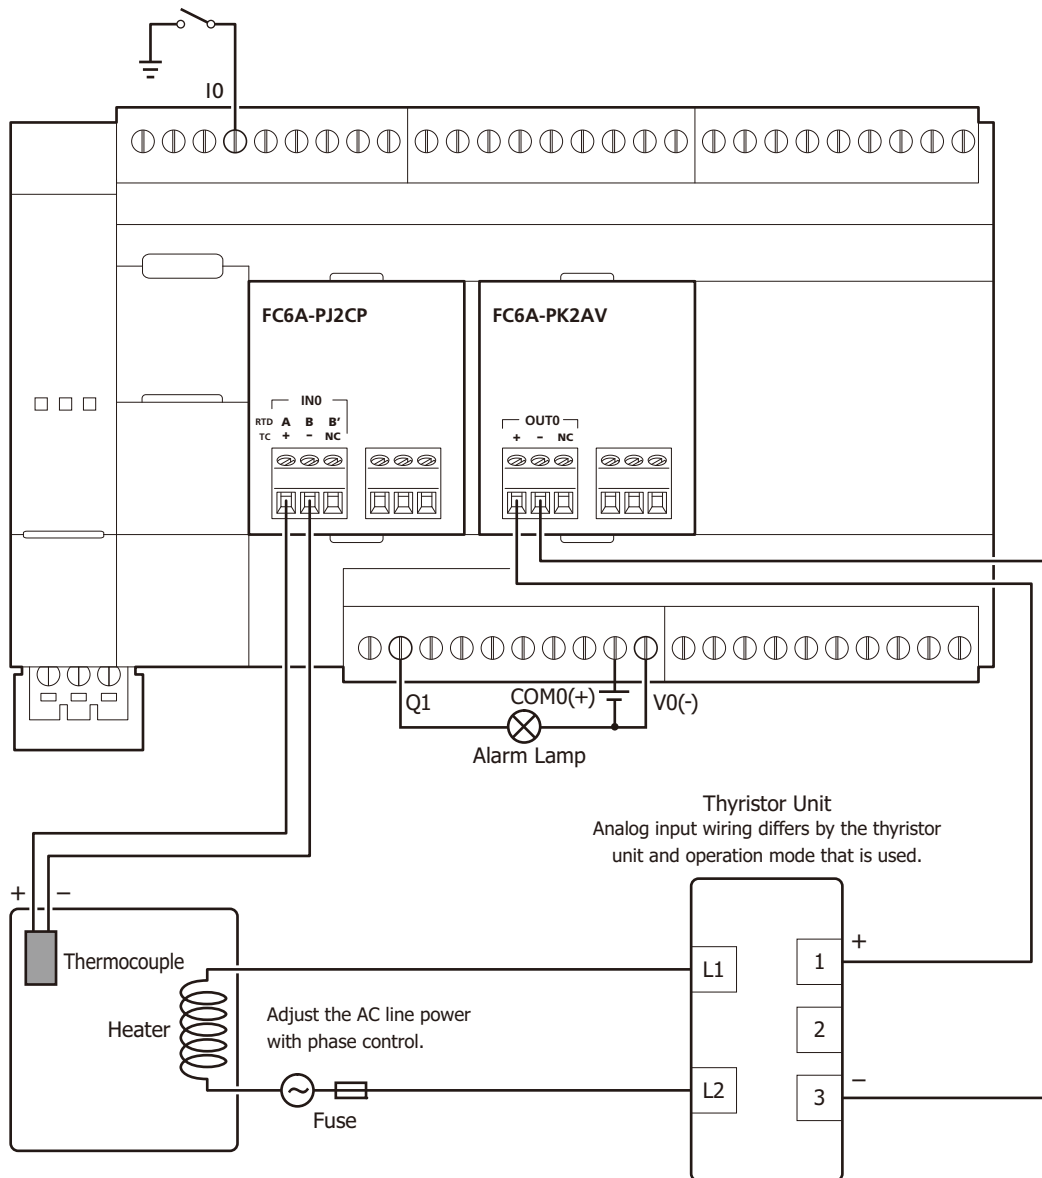 I0
FC6A-PJ2CP
FC6A-PK2AV
IN0
RTD A B B'
TC + − NC
OUT0
+ − NC
Q1
COM0(+)
V0(-)
Alarm Lamp
Thyristor Unit
Analog input wiring differs by the thyristor
unit and operation mode that is used.
+ −
Thermocouple
Heater
Adjust the AC line power
with phase control.
Fuse
L1
L2
1
+
2
3
−